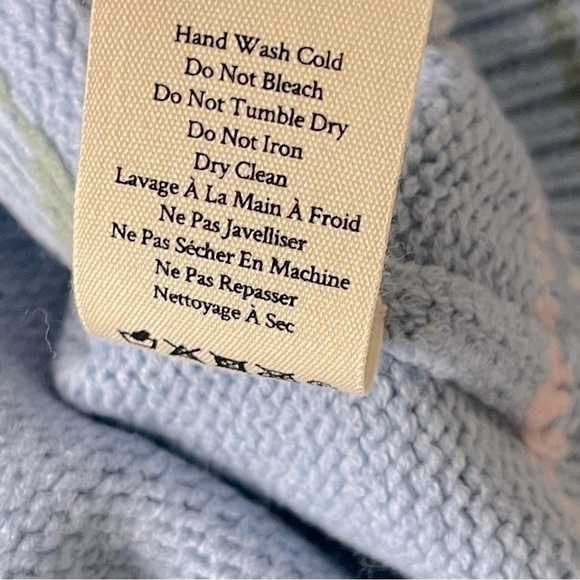 Hand Wash Cold
Do Not Bleach
Do Not Tumble Dry
Do Not Iron
Dry Clean
Lavage À La Main À Froid
Ne Pas Javelliser
Ne Pas Sécher En Machine
Ne Pas Repasser
Nettoyage À Sec